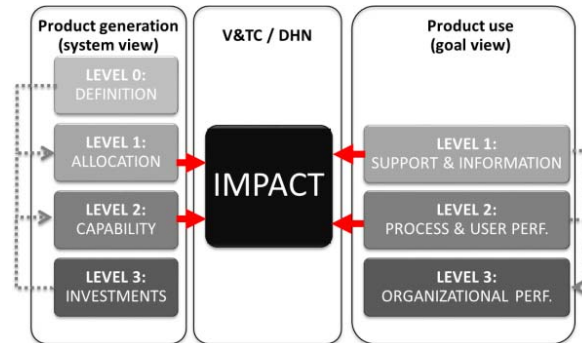 Product generation
(system view)
LEVEL 0:
DEFINITION
LEVEL 1:
ALLOCATION
LEVEL 2:
CAPABILITY
LEVEL 3:
INVESTMENTS
V&TC / DHN
IMPACT
Product use
(goal view)
LEVEL 1:
SUPPORT & INFORMATION
LEVEL 2:
PROCESS & USER PERF.
LEVEL 3:
ORGANIZATIONAL PERF.